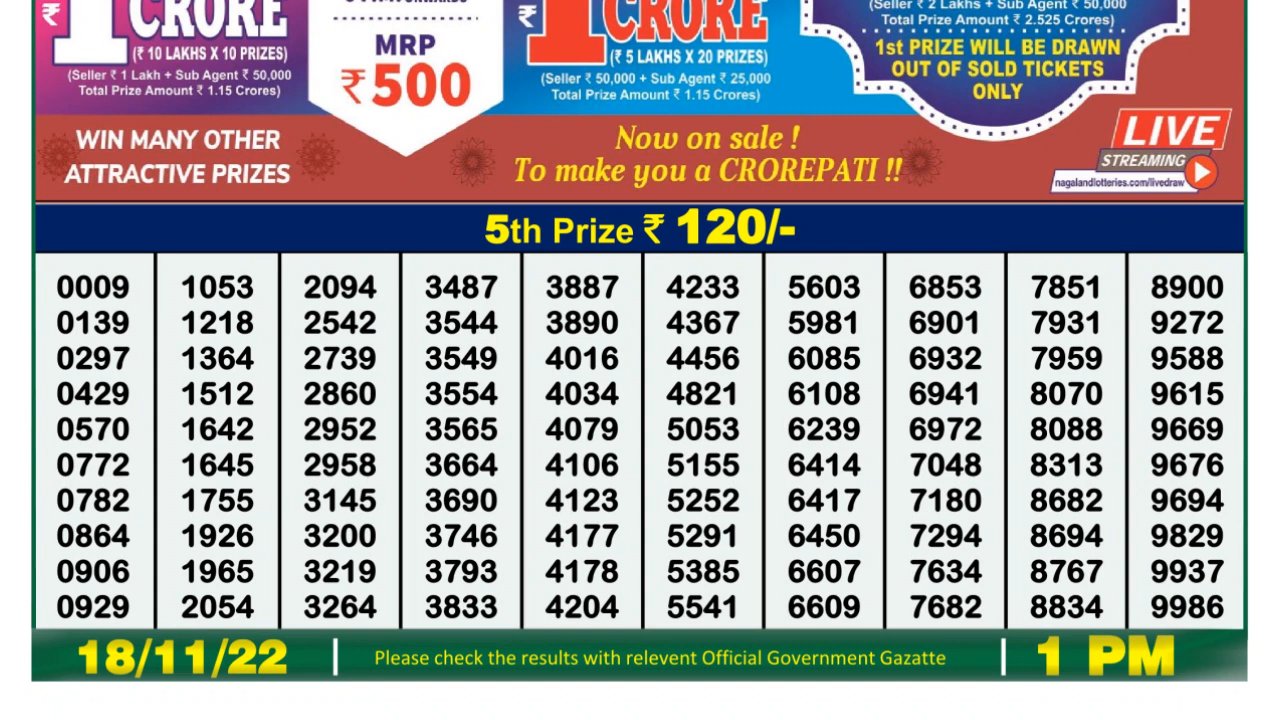 ₹ 1 CRORE
(₹ 10 LAKHS X 10 PRIZES)
(Seller ₹ 1 Lakh + Sub Agent ₹ 50,000
Total Prize Amount ₹ 1.15 Crores)
MRP
₹500
₹ 1 CRORE
(₹ 5 LAKHS X 20 PRIZES)
(Seller ₹ 50,000 + Sub Agent ₹ 25,000
Total Prize Amount ₹ 1.15 Crores)
(Seller ₹ 2 Lakhs + Sub Agent ₹ 50,000
Total Prize Amount ₹ 2.525 Crores)
1st PRIZE WILL BE DRAWN
OUT OF SOLD TICKETS
ONLY
WIN MANY OTHER
ATTRACTIVE PRIZES
Now on sale !
To make you a CROREPATI !!
LIVE
STREAMING
nagalandlotteries.com/livedraw
5th Prize ₹ 120/-
0009 1053 2094 3487 3887 4233 5603 6853 7851 8900
0139 1218 2542 3544 3890 4367 5981 6901 7931 9272
0297 1364 2739 3549 4016 4456 6085 6932 7959 9588
0429 1512 2860 3554 4034 4821 6108 6941 8070 9615
0570 1642 2952 3565 4079 5053 6239 6972 8088 9669
0772 1645 2958 3664 4106 5155 6414 7048 8313 9676
0782 1755 3145 3690 4123 5252 6417 7180 8682 9694
0864 1926 3200 3746 4177 5291 6450 7294 8694 9829
0906 1965 3219 3793 4178 5385 6607 7634 8767 9937
0929 2054 3264 3833 4204 5541 6609 7682 8834 9986
18/11/22 | Please check the results with relevent Official Government Gazatte | 1 PM